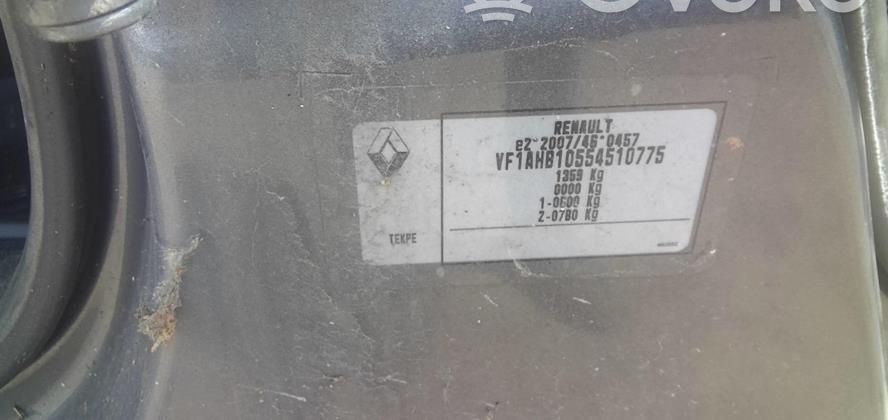 RENAULT
e2*2007/46*0457
VF1AHB10554510775
1359 Kg
0000 Kg
1-0600 Kg
2-0780 Kg
TEKPE